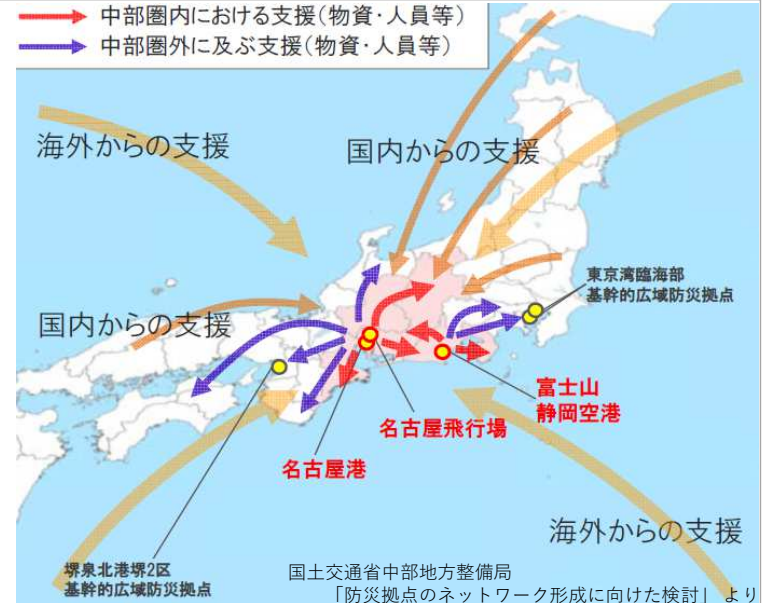 中部圏内における支援(物資・人員等)
中部圏外に及ぶ支援(物資・人員等)
海外からの支援
国内からの支援
東京湾臨海部
基幹的広域防災拠点
国内からの支援
富士山
静岡空港
名古屋飛行場
名古屋港
海外からの支援
堺泉北港堺2区
基幹的広域防災拠点
国土交通省中部地方整備局
「防災拠点のネットワーク形成に向けた検討」 より